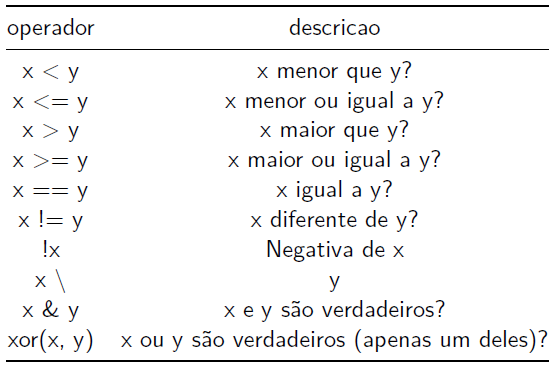 operador descricao
x < y x menor que y?
x <= y x menor ou igual a y?
x > y x maior que y?
x >= y x maior ou igual a y?
x == y x igual a y?
x != y x diferente de y?
!x Negativa de x
x \ y
x & y x e y são verdadeiros?
xor(x, y) x ou y são verdadeiros (apenas um deles)?